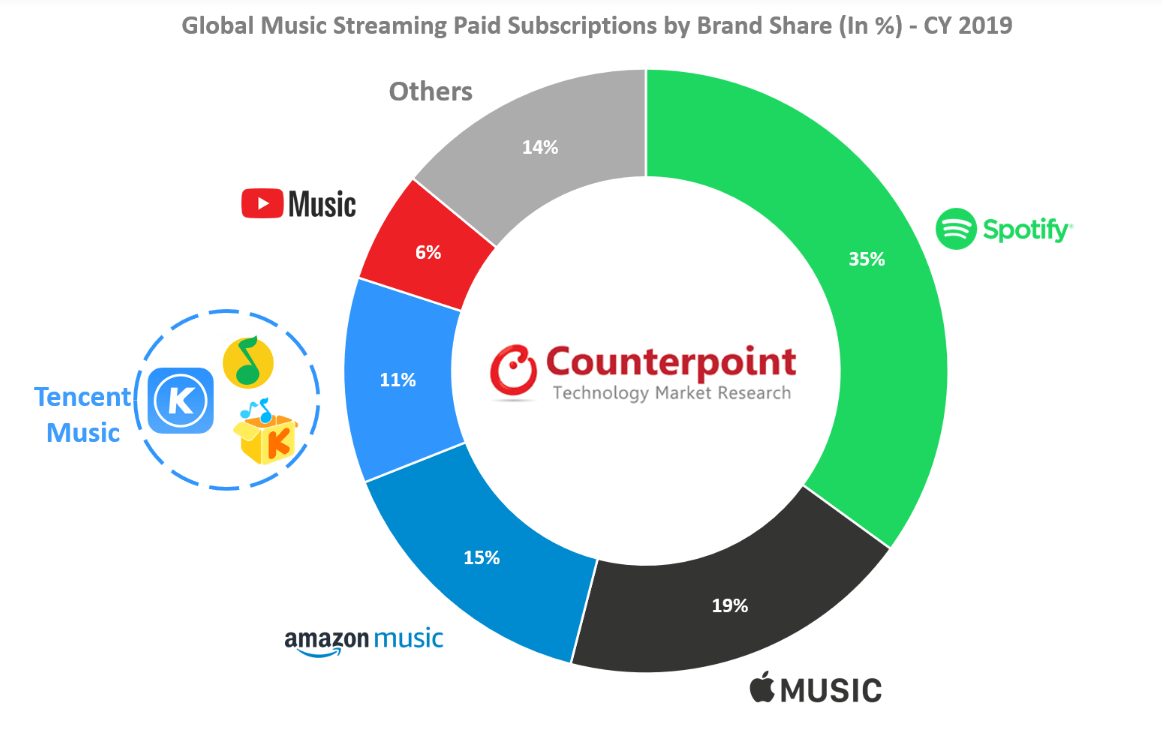 Global Music Streaming Paid Subscriptions by Brand Share (In %) - CY 2019
Others
14%
Music
6%
Spotify
35%
Tencent
Music
K
K
11%
Counterpoint
Technology Market Research
15%
19%
amazon music
MUSIC